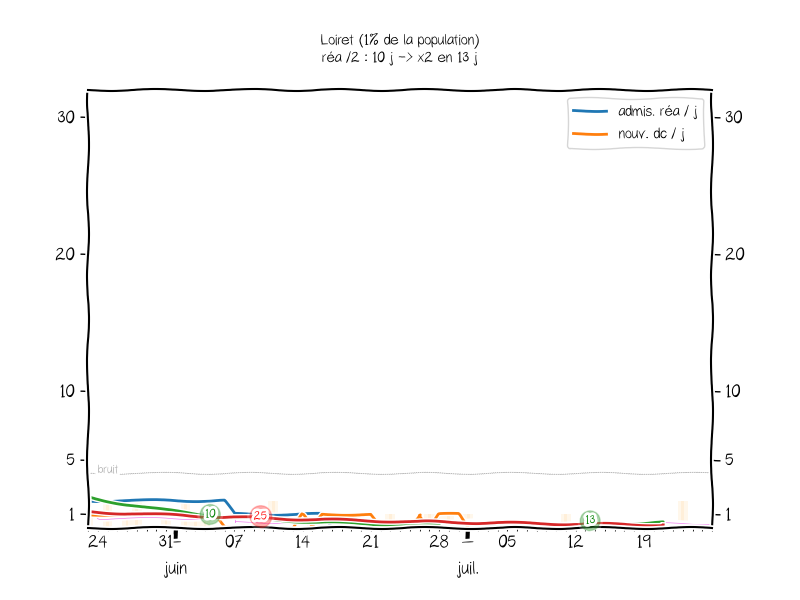 Loiret (1% de la population)
réa /2 : 10 j -> x2 en 13 j
admis. réa / j
nouv. dc / j
30
30
20
20
10
10
5
5
bruit
1
1
10
25
13
24 31 07 14 21 28 05 12 19
juin juil.